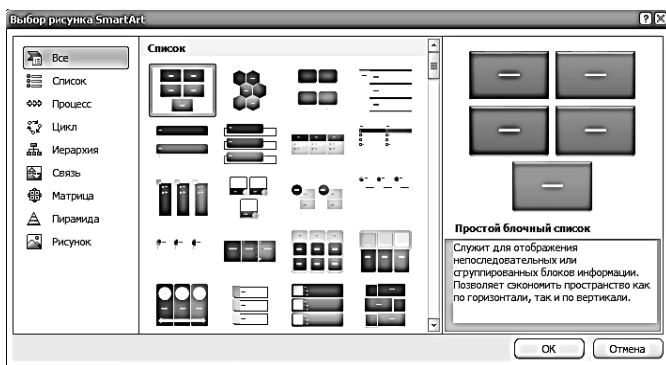 Выбор рисунка SmartArt
Все
Список
Процесс
Цикл
Иерархия
Связь
Матрица
Пирамида
Рисунок
Список
Простой блочный список
Служит для отображения
непоследовательных или
сгруппированных блоков информации.
Позволяет сэкономить пространство как
по горизонтали, так и по вертикали.
ОК
Отмена